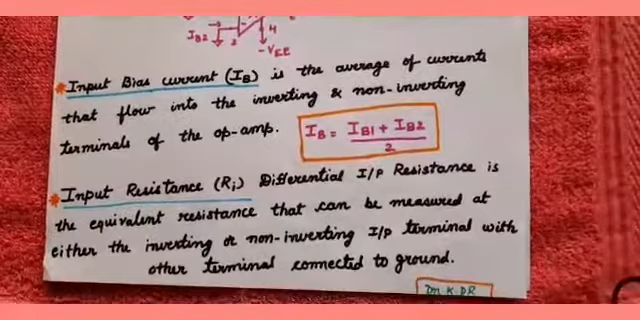 IB2
2
4
-VEE
* Input Bias current (IB) is the average of currents
that flow into the inverting & non-inverting
terminals of the op-amp.
IB = IB1 + IB2
2
* Input Resistance (Ri) Differential I/P Resistance is
the equivalent resistance that can be measured at
either the inverting or non-inverting I/P terminal with
other terminal connected to ground.